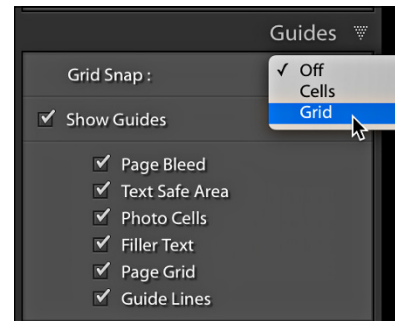 Guides
Grid Snap :
✓ Off
Cells
Grid
Show Guides
Page Bleed
Text Safe Area
Photo Cells
Filler Text
Page Grid
Guide Lines